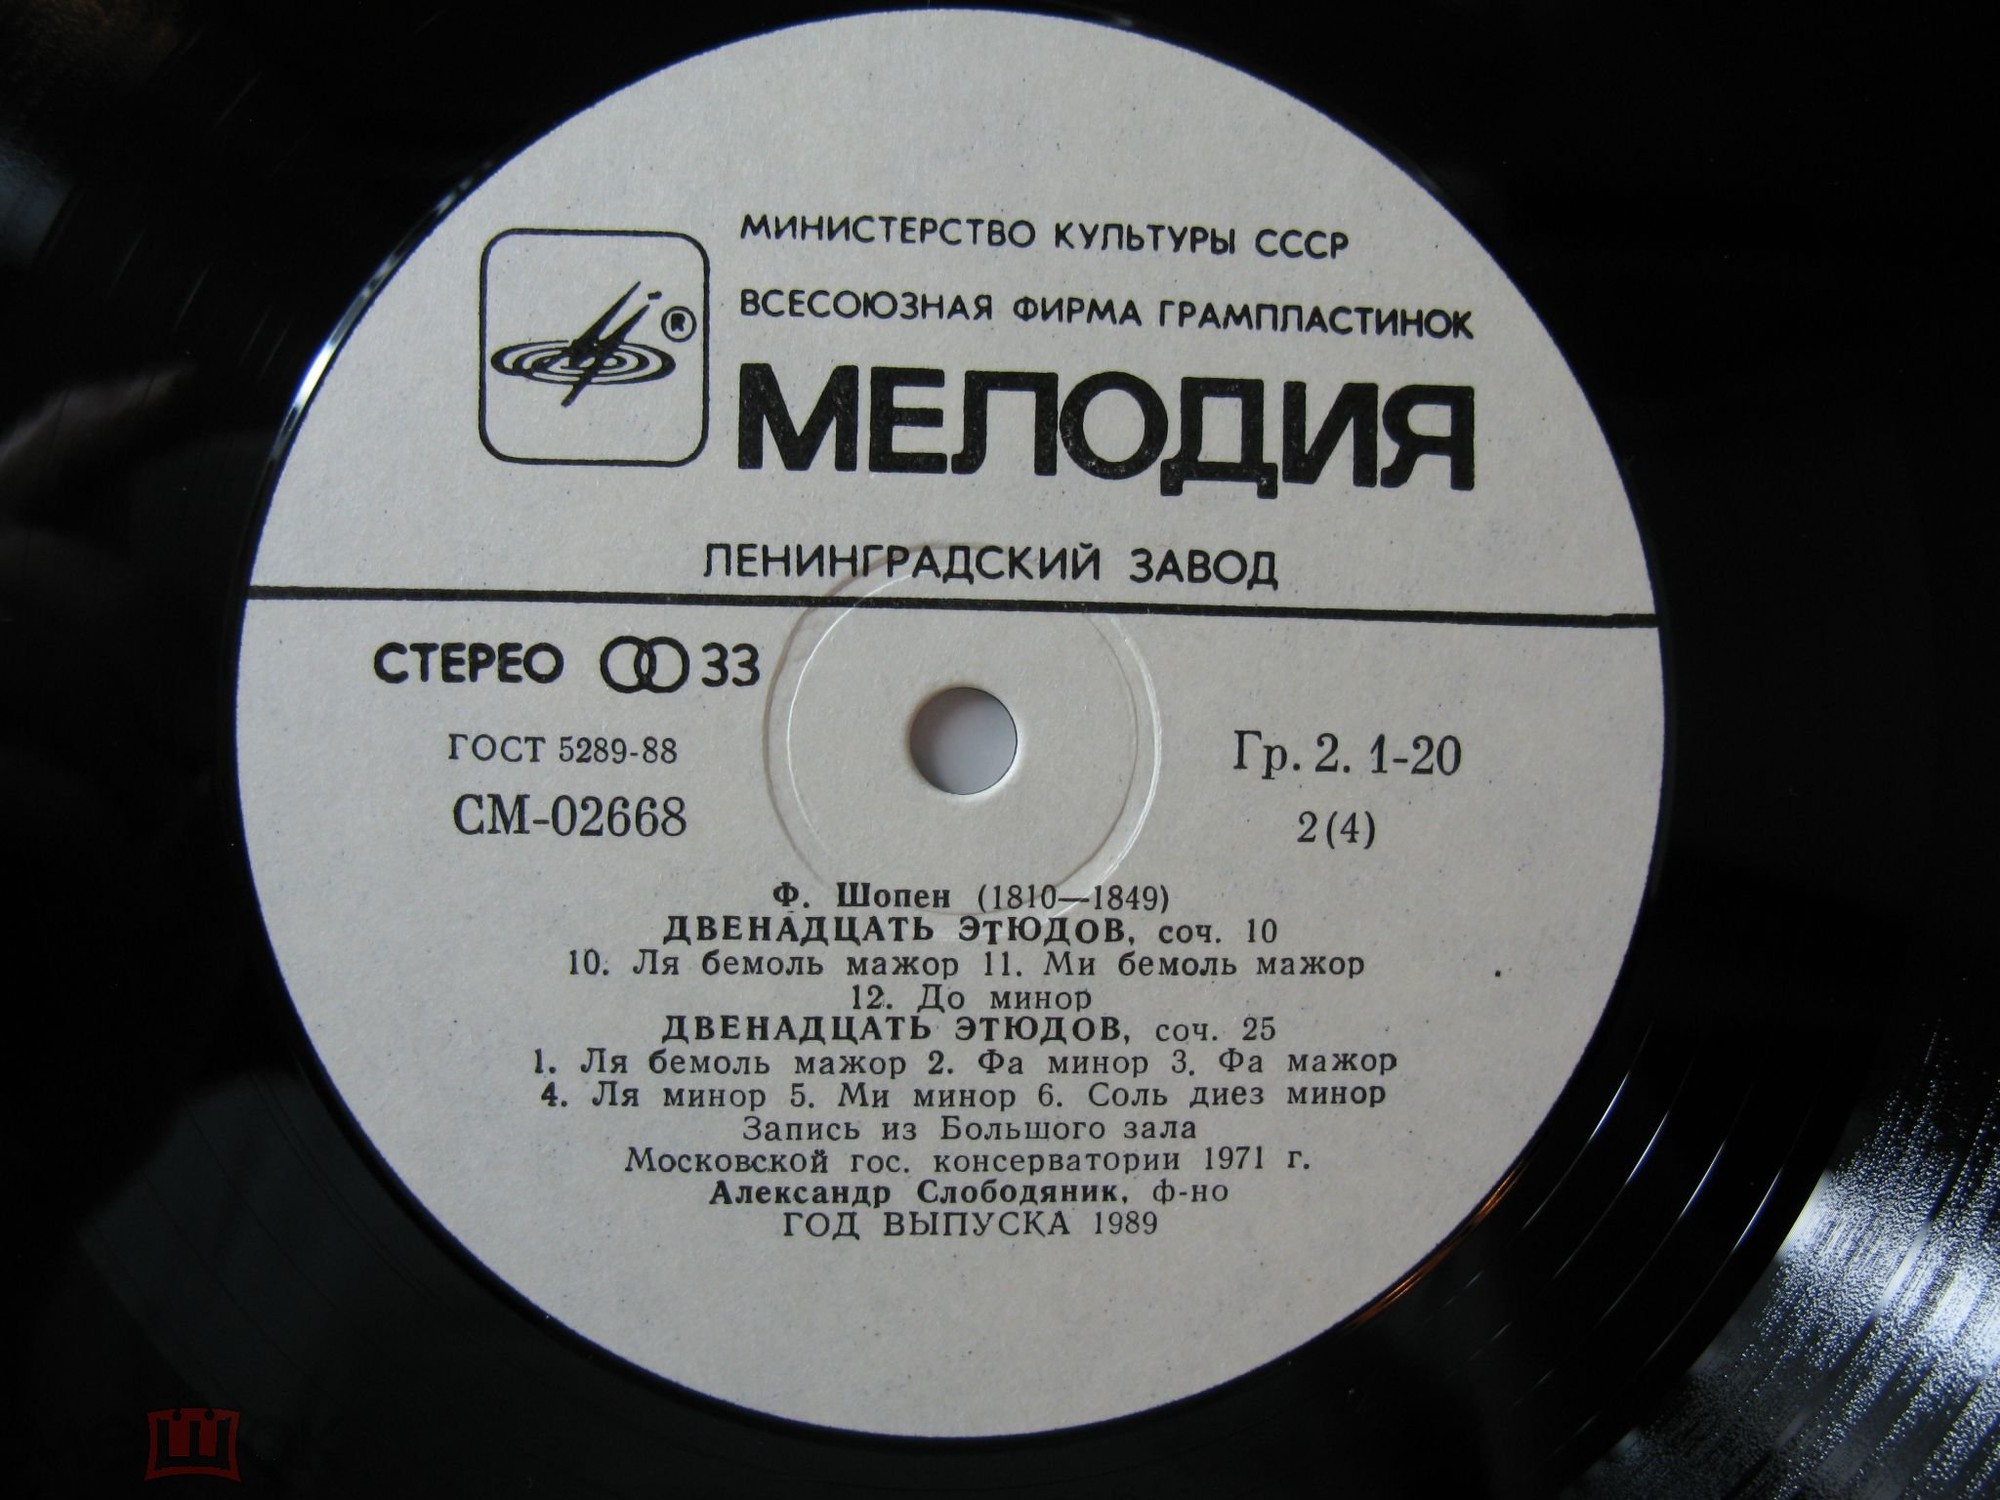 МИНИСТЕРСТВО КУЛЬТУРЫ СССР
ВСЕСОЮЗНАЯ ФИРМА ГРАМПЛАСТИНОК
®
МЕЛОДИЯ
ЛЕНИНГРАДСКИЙ ЗАВОД
СТЕРЕО 33
ГОСТ 5289-88
Гр. 2. 1-20
СМ-02668
2(4)
Ф. Шопен (1810—1849)
ДВЕНАДЦАТЬ ЭТЮДОВ, соч. 10
10. Ля бемоль мажор 11. Ми бемоль мажор
12. До минор
ДВЕНАДЦАТЬ ЭТЮДОВ, соч. 25
1. Ля бемоль мажор 2. Фа минор 3. Фа мажор
4. Ля минор 5. Ми минор 6. Соль диез минор
Запись из Большого зала
Московской гос. консерватории 1971 г.
Александр Слободяник, ф-но
ГОД ВЫПУСКА 1989